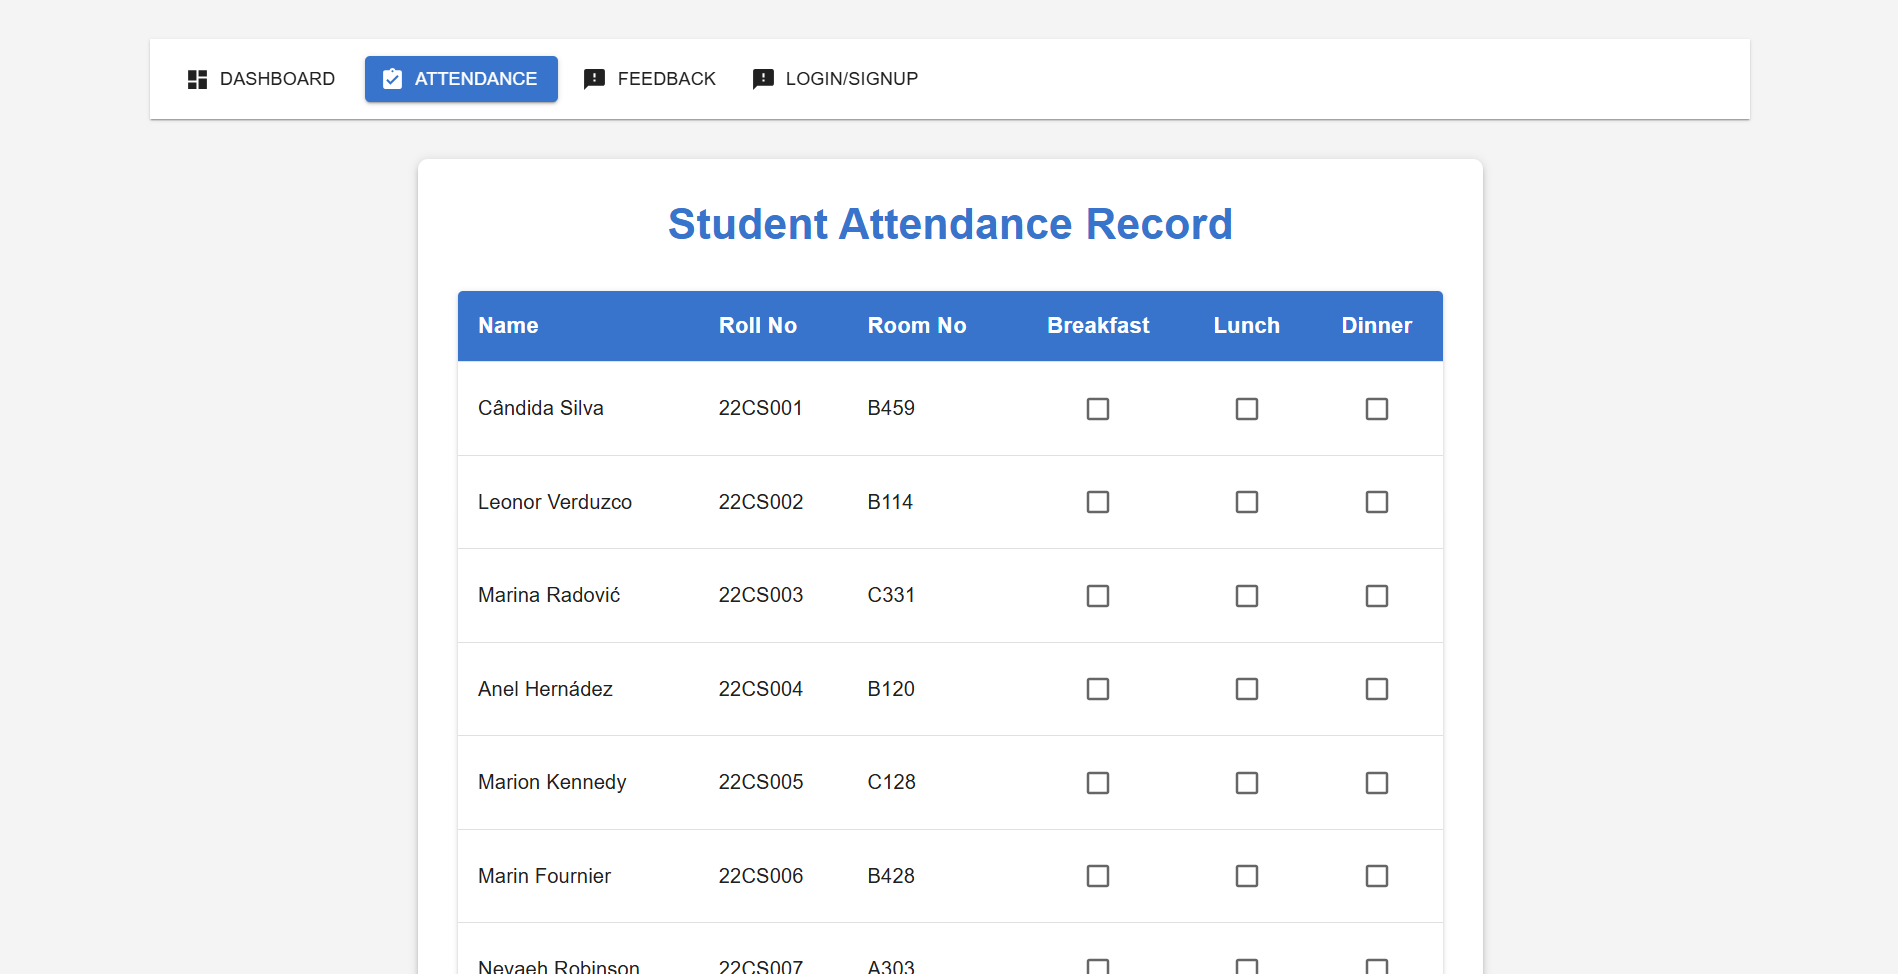 DASHBOARD ATTENDANCE FEEDBACK LOGIN/SIGNUP
Student Attendance Record
Name Roll No Room No Breakfast Lunch Dinner
Cândida Silva 22CS001 B459
Leonor Verduzco 22CS002 B114
Marina Radović 22CS003 C331
Anel Hernádez 22CS004 B120
Marion Kennedy 22CS005 C128
Marin Fournier 22CS006 B428
Nevaeh Robinson 22CS007 A303